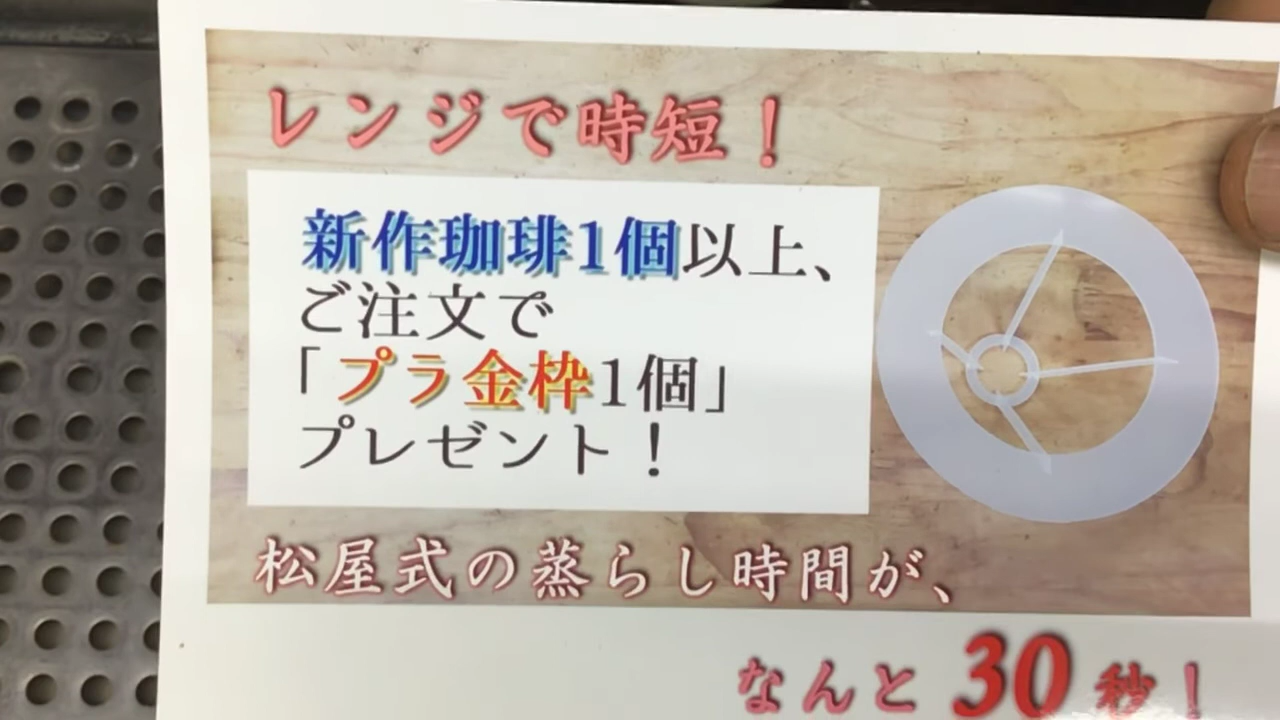 レンジで時短！
新作珈琲1個以上、
ご注文で
「プラ金枠1個」
プレゼント！
松屋式の蒸らし時間が、
なんと30秒！